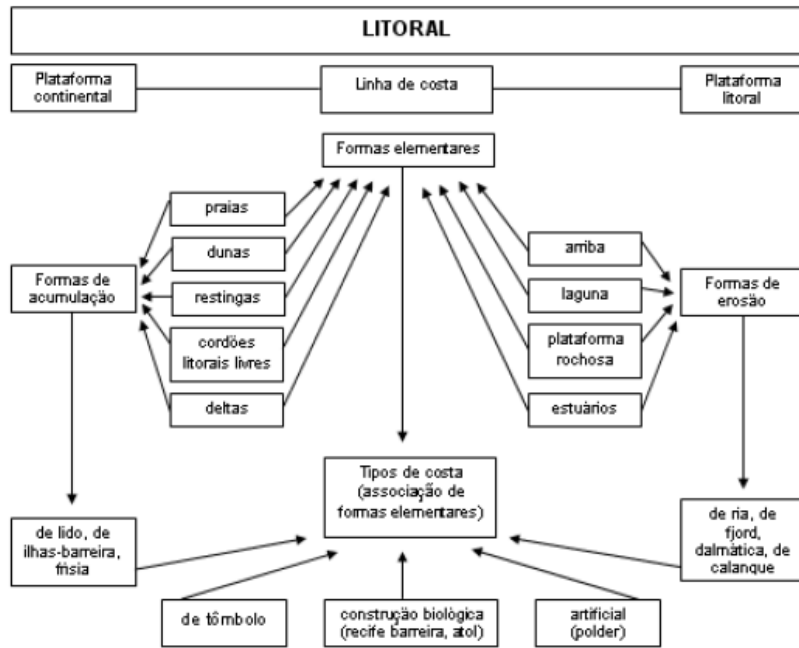 LITORAL
Plataforma
continental
Linha de costa
Plataforma
litoral
Formas elementares
praias
dunas
restingas
cordões
litorais livres
deltas
Formas de
acumulação
arriba
laguna
plataforma
rochosa
estuários
Formas de
erosão
Tipos de costa
(associação de
formas elementares)
de lido, de
ilhas-barreira,
frísia
de ria, de
fjord,
dalmática, de
calanque
de tômbolo
construção biológica
(recife barreira, atol)
artificial
(polder)